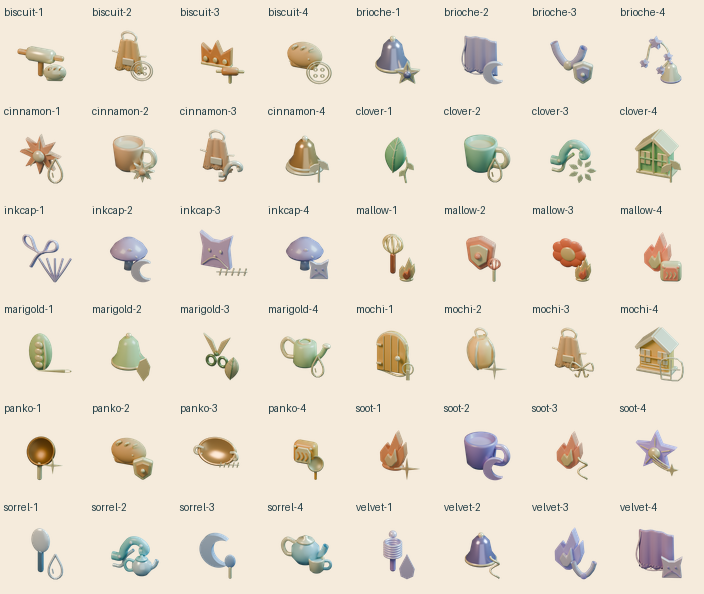 biscuit-1 biscuit-2 biscuit-3 biscuit-4 brioche-1 brioche-2 brioche-3 brioche-4
cinnamon-1 cinnamon-2 cinnamon-3 cinnamon-4 clover-1 clover-2 clover-3 clover-4
inkcap-1 inkcap-2 inkcap-3 inkcap-4 mallow-1 mallow-2 mallow-3 mallow-4
marigold-1 marigold-2 marigold-3 marigold-4 mochi-1 mochi-2 mochi-3 mochi-4
panko-1 panko-2 panko-3 panko-4 soot-1 soot-2 soot-3 soot-4
sorrel-1 sorrel-2 sorrel-3 sorrel-4 velvet-1 velvet-2 velvet-3 velvet-4